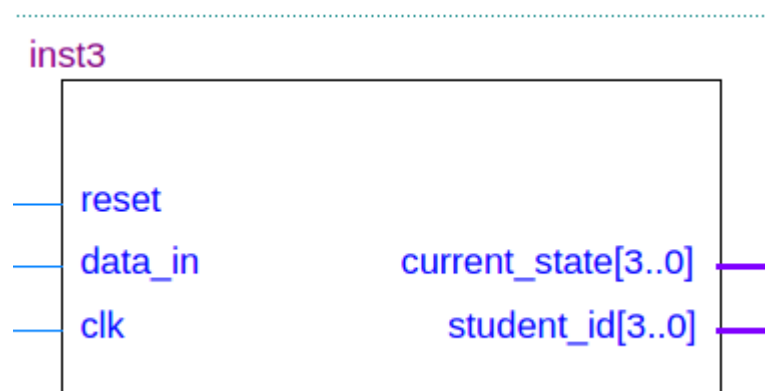 inst3
reset
data_in current_state[3..0]
clk student_id[3..0]